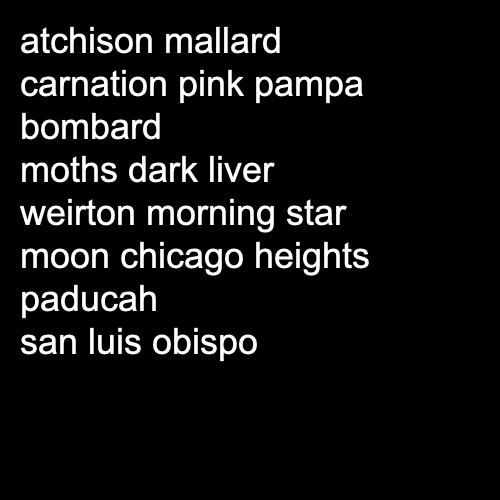 atchison mallard
carnation pink pampa
bombard
moths dark liver
weirton morning star
moon chicago heights
paducah
san luis obispo